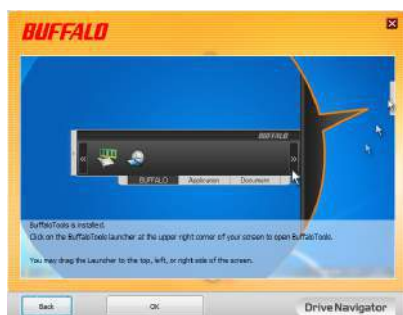 BUFFALO
BUFFALO
BUFFALO Application Document
BuffaloTools is installed.
Click on the BuffaloTools launcher at the upper right corner of your screen to open BuffaloTools.
You may drag the Launcher to the top, left, or right side of the screen.
Back OK DriveNavigator